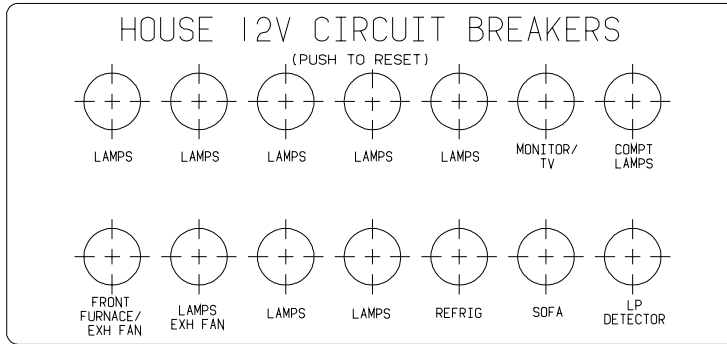 HOUSE 12V CIRCUIT BREAKERS
(PUSH TO RESET)
LAMPS
LAMPS
LAMPS
LAMPS
LAMPS
MONITOR/
TV
COMPT
LAMPS
FRONT
FURNACE/
EXH FAN
LAMPS
EXH FAN
LAMPS
LAMPS
REFRIG
SOFA
LP
DETECTOR